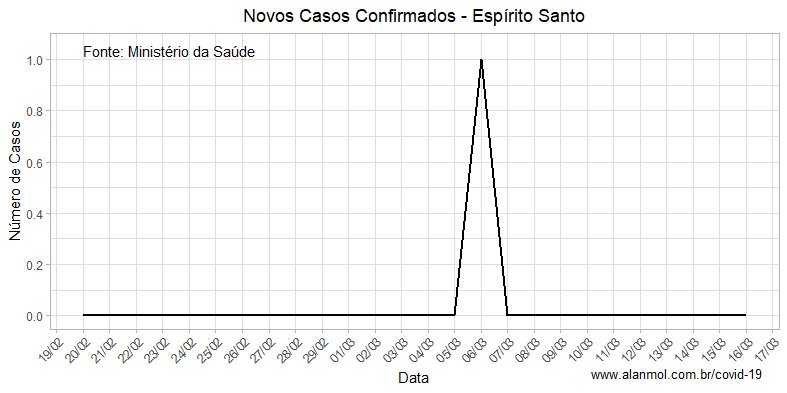 Novos Casos Confirmados - Espírito Santo
Fonte: Ministério da Saúde
Número de Casos
1.0
0.8
0.6
0.4
0.2
0.0
19/02 20/02 21/02 22/02 23/02 24/02 25/02 26/02 27/02 28/02 29/02 01/03 02/03 03/03 04/03 05/03 06/03 07/03 08/03 09/03 10/03 11/03 12/03 13/03 14/03 15/03 16/03 17/03
Data
www.alanmol.com.br/covid-19